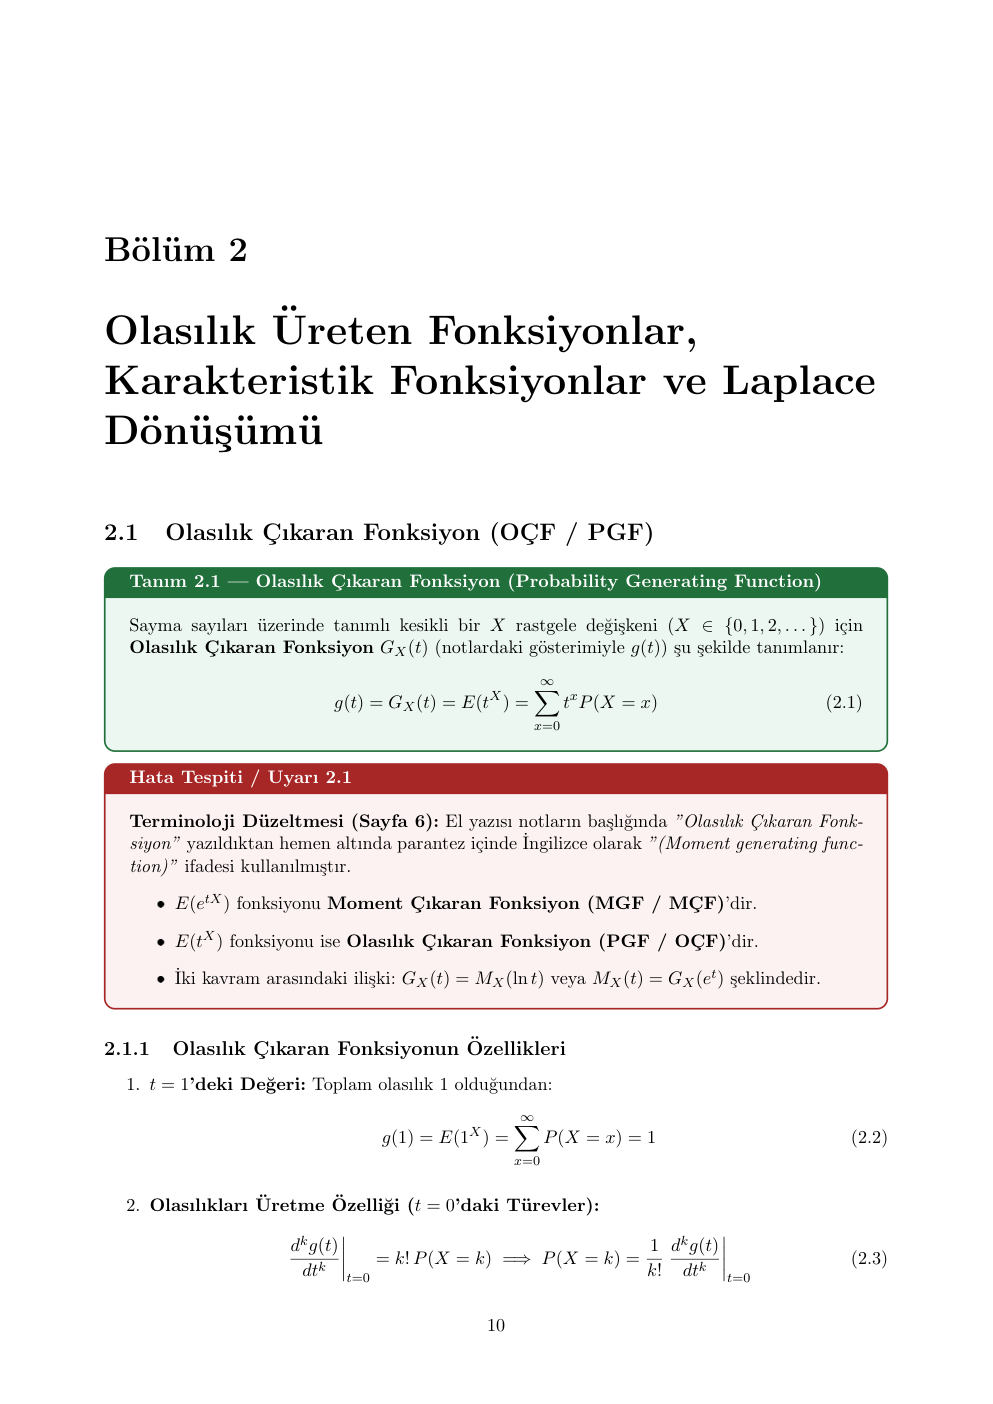 Bölüm 2
Olasılık Üreten Fonksiyonlar,
Karakteristik Fonksiyonlar ve Laplace
Dönüşümü
2.1 Olasılık Çıkaran Fonksiyon (OÇF / PGF)
Tanım 2.1 — Olasılık Çıkaran Fonksiyon (Probability Generating Function)
Sayma sayıları üzerinde tanımlı kesikli bir X rastgele değişkeni (X ∈ {0, 1, 2, . . . }) için
Olasılık Çıkaran Fonksiyon G_X(t) (notlardaki gösterimiyle g(t)) şu şekilde tanımlanır:
g(t) = G_X(t) = E(t^X) = ∑_{x=0}^{∞} t^x P(X = x) (2.1)
Hata Tespiti / Uyarı 2.1
Terminoloji Düzeltmesi (Sayfa 6): El yazısı notların başlığında ”Olasılık Çıkaran Fonk-
siyon” yazıldıktan hemen altında parantez içinde İngilizce olarak ”(Moment generating func-
tion)” ifadesi kullanılmıştır.
• E(e^{tX}) fonksiyonu Moment Çıkaran Fonksiyon (MGF / MÇF)’dir.
• E(t^X) fonksiyonu ise Olasılık Çıkaran Fonksiyon (PGF / OÇF)’dir.
• İki kavram arasındaki ilişki: G_X(t) = M_X(ln t) veya M_X(t) = G_X(e^t) şeklindedir.
2.1.1 Olasılık Çıkaran Fonksiyonun Özellikleri
1. t = 1’deki Değeri: Toplam olasılık 1 olduğundan:
g(1) = E(1^X) = ∑_{x=0}^{∞} P(X = x) = 1 (2.2)
2. Olasılıkları Üretme Özelliği (t = 0’daki Türevler):
d^k g(t)/dt^k |_{t=0} = k! P(X = k) ⟹ P(X = k) = 1/k! d^k g(t)/dt^k |_{t=0} (2.3)
10